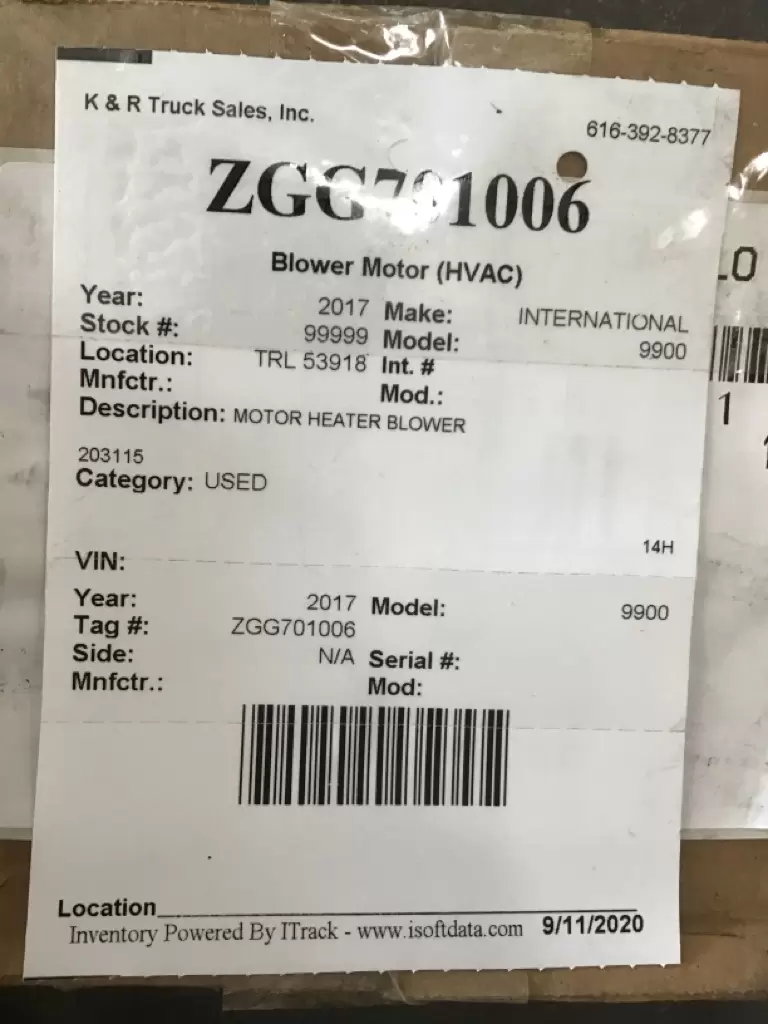 K & R Truck Sales, Inc.
616-392-8377
ZGG701006
Blower Motor (HVAC)
Year: 2017 Make: INTERNATIONAL
Stock #: 99999 Model: 9900
Location: TRL 53918 Int. #
Mnfctr.: Mod.:
Description: MOTOR HEATER BLOWER
203115
Category: USED
14H
VIN:
Year: 2017 Model: 9900
Tag #: ZGG701006
Side: N/A Serial #:
Mnfctr.: Mod:
Location
Inventory Powered By ITrack - www.isoftdata.com 9/11/2020
1